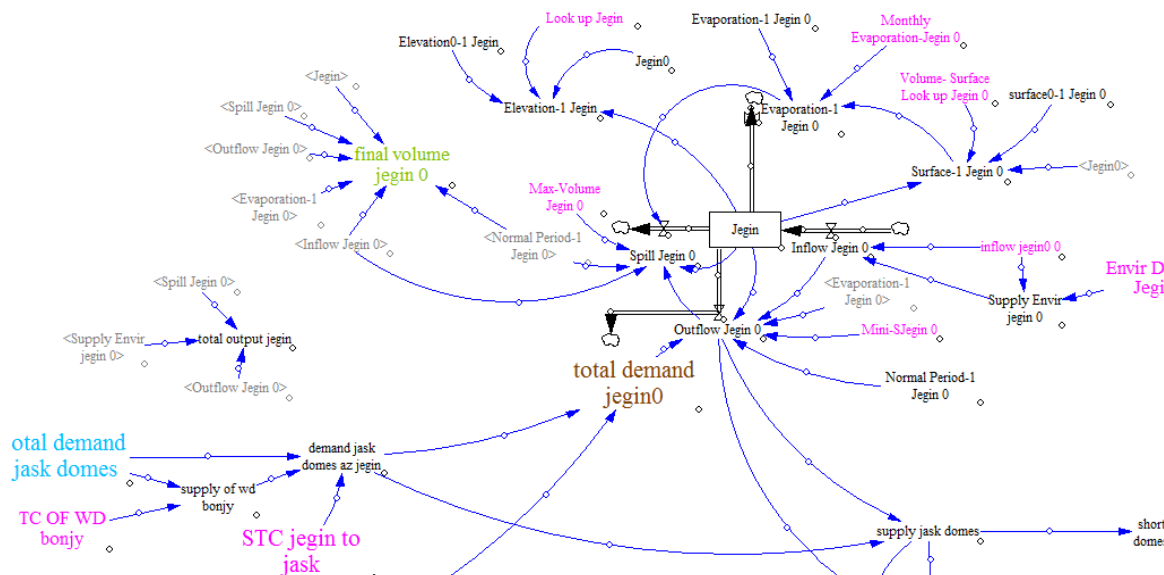 Look up Jegin
Elevation0-1 Jegin
Jegin0
Elevation-1 Jegin
Evaporation-1 Jegin 0
Monthly
Evaporation-Jegin 0
Volume- Surface
Look up Jegin 0
surface0-1 Jegin 0
Evaporation-1
Jegin 0
Surface-1 Jegin 0
<Jegin0>
<Jegin>
<Spill Jegin 0>
<Outflow Jegin 0>
final volume
jegin 0
<Evaporation-1
Jegin 0>
<Inflow Jegin 0>
Max-Volume
Jegin 0
<Normal Period-1
Jegin 0>
Spill Jegin 0
Jegin
Inflow Jegin 0
inflow jegin0 0
Envir D
Jegi
Supply Envir
jegin 0
<Evaporation-1
Jegin 0>
Outflow Jegin 0
Mini-SJegin 0
Normal Period-1
Jegin 0
<Spill Jegin 0>
<Supply Envir
jegin 0>
total output jegin
<Outflow Jegin 0>
total demand
jegin0
otal demand
jask domes
demand jask
domes az jegin
supply of wd
bonjy
TC OF WD
bonjy
STC jegin to
jask
supply jask domes
short
domes